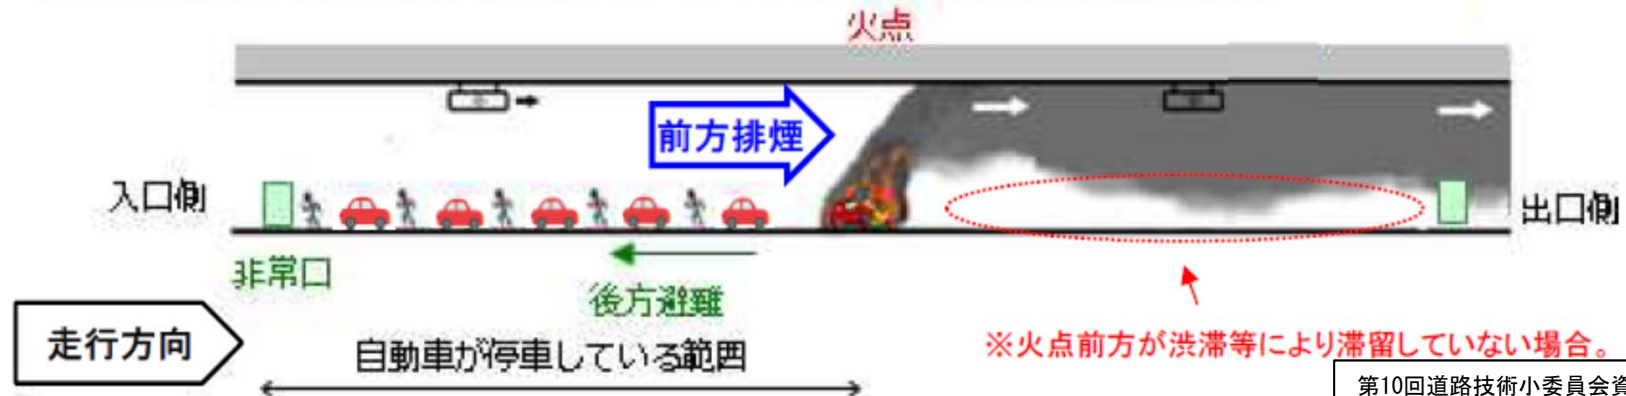 火点
前方排煙
入口側
出口側
非常口
後方避難
走行方向
自動車が停車している範囲
※火点前方が渋滞等により滞留していない場合。
第10回道路技術小委員会資